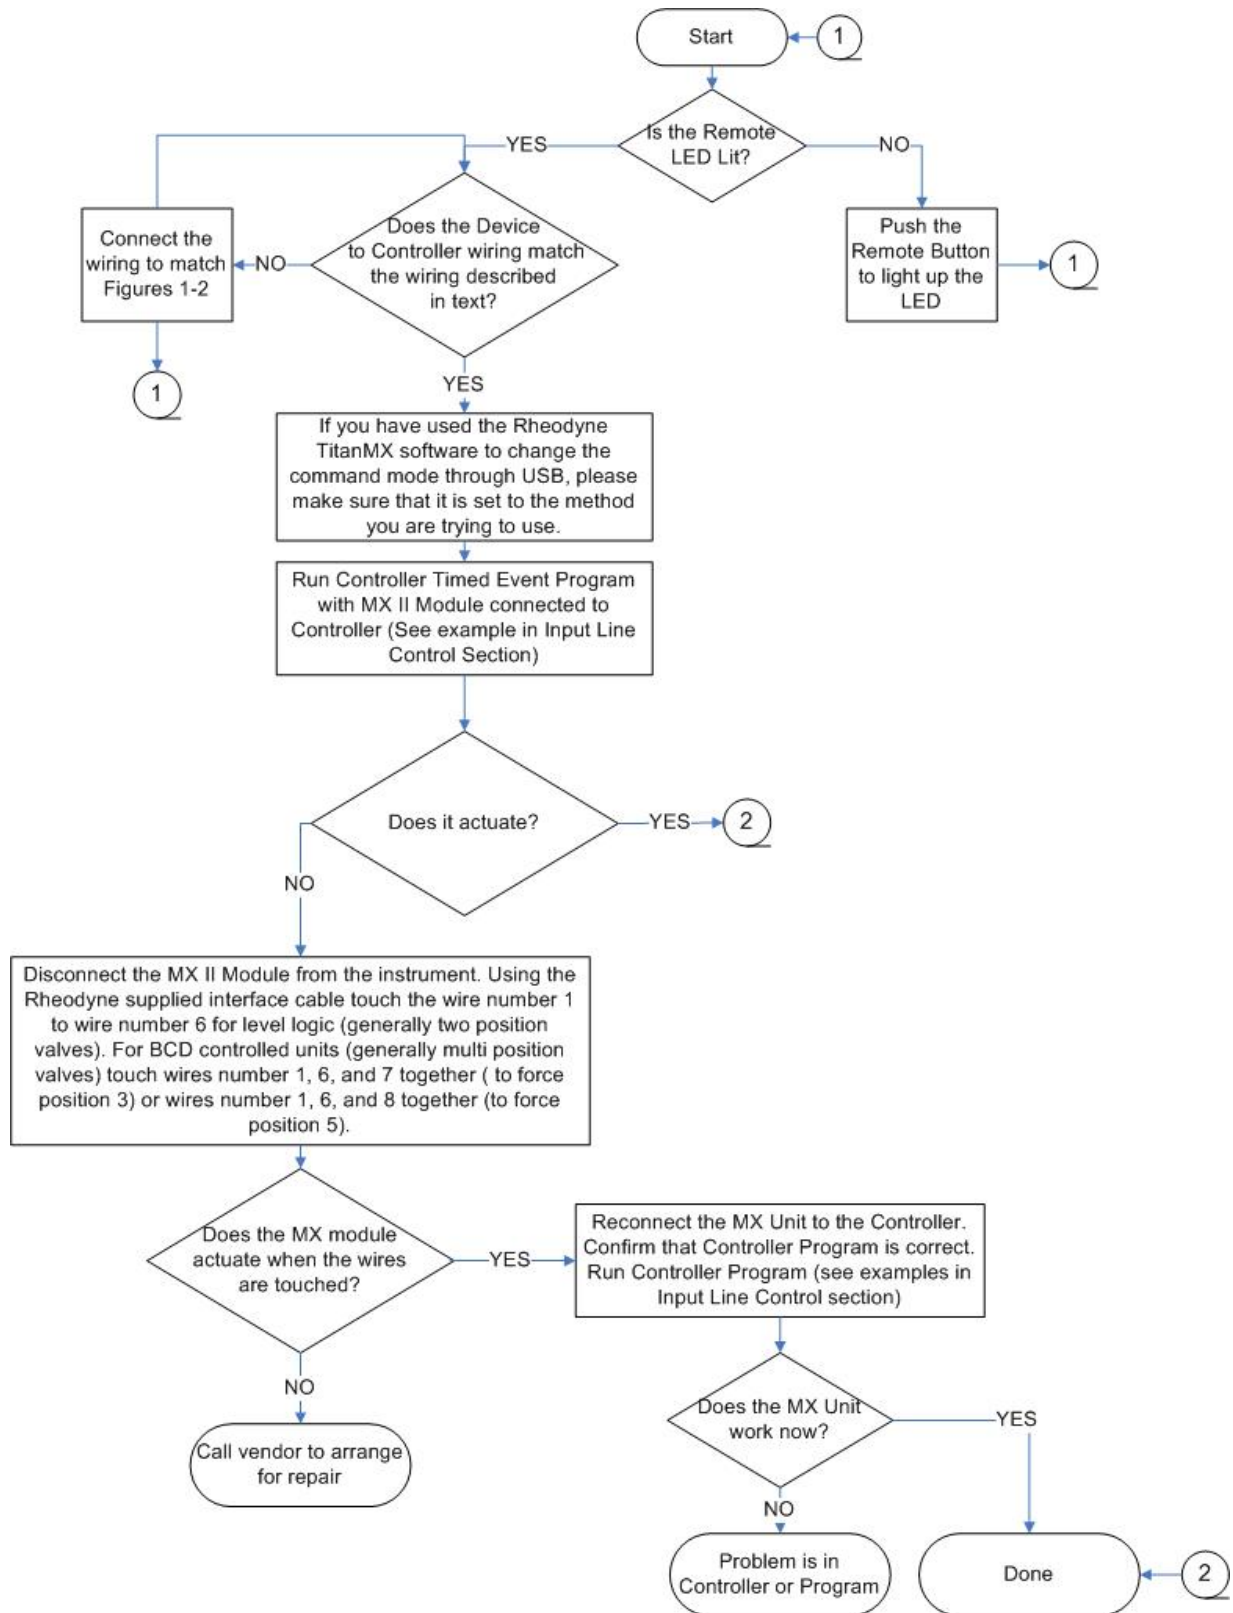 Start
1
Is the Remote
LED Lit?
YES
NO
Does the Device
to Controller wiring match
the wiring described
in text?
Connect the
wiring to match
Figures 1-2
NO
Push the
Remote Button
to light up the
LED
1
1
YES
If you have used the Rheodyne
TitanMX software to change the
command mode through USB, please
make sure that it is set to the method
you are trying to use.
Run Controller Timed Event Program
with MX II Module connected to
Controller (See example in Input Line
Control Section)
Does it actuate?
YES
2
NO
Disconnect the MX II Module from the instrument. Using the
Rheodyne supplied interface cable touch the wire number 1
to wire number 6 for level logic (generally two position
valves). For BCD controlled units (generally multi position
valves) touch wires number 1, 6, and 7 together ( to force
position 3) or wires number 1, 6, and 8 together (to force
position 5).
Does the MX module
actuate when the wires
are touched?
YES
Reconnect the MX Unit to the Controller.
Confirm that Controller Program is correct.
Run Controller Program (see examples in
Input Line Control section)
NO
Call vendor to arrange
for repair
Does the MX Unit
work now?
YES
NO
Problem is in
Controller or Program
Done
2